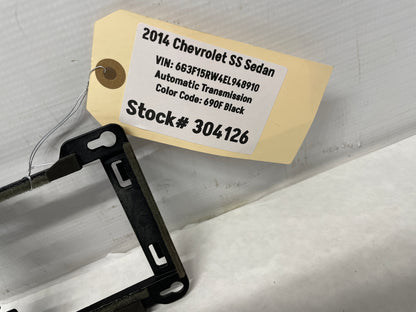 2014 Chevrolet SS Sedan
VIN: 6G3F15RW4EL948910
Automatic Transmission
Color Code: 690F Black
Stock# 304126